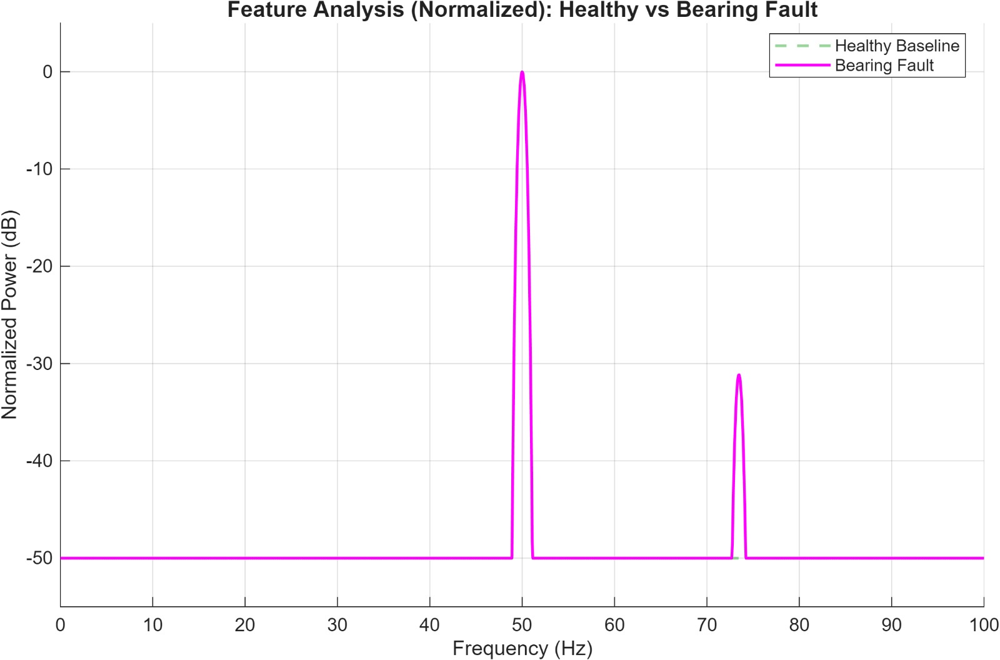 Feature Analysis (Normalized): Healthy vs Bearing Fault
Healthy Baseline
Bearing Fault
Normalized Power (dB)
0
-10
-20
-30
-40
-50
0 10 20 30 40 50 60 70 80 90 100
Frequency (Hz)